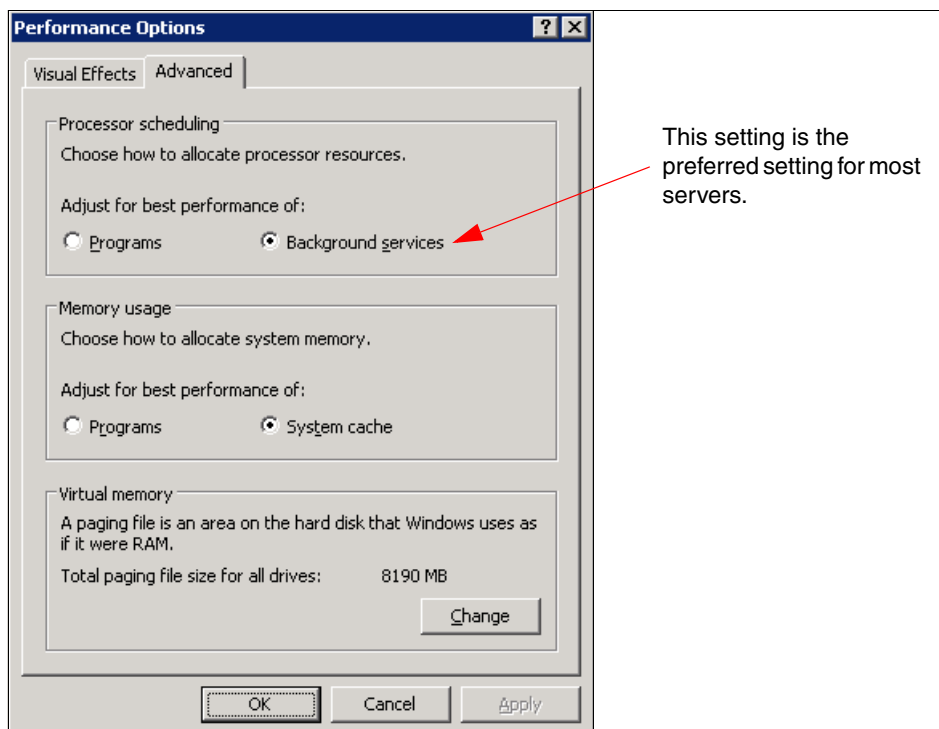 Performance Options
Visual Effects
Advanced
Processor scheduling
Choose how to allocate processor resources.
Adjust for best performance of:
Programs
Background services
This setting is the
preferred setting for most
servers.
Memory usage
Choose how to allocate system memory.
Adjust for best performance of:
Programs
System cache
Virtual memory
A paging file is an area on the hard disk that Windows uses as
if it were RAM.
Total paging file size for all drives: 8190 MB
Change
OK
Cancel
Apply